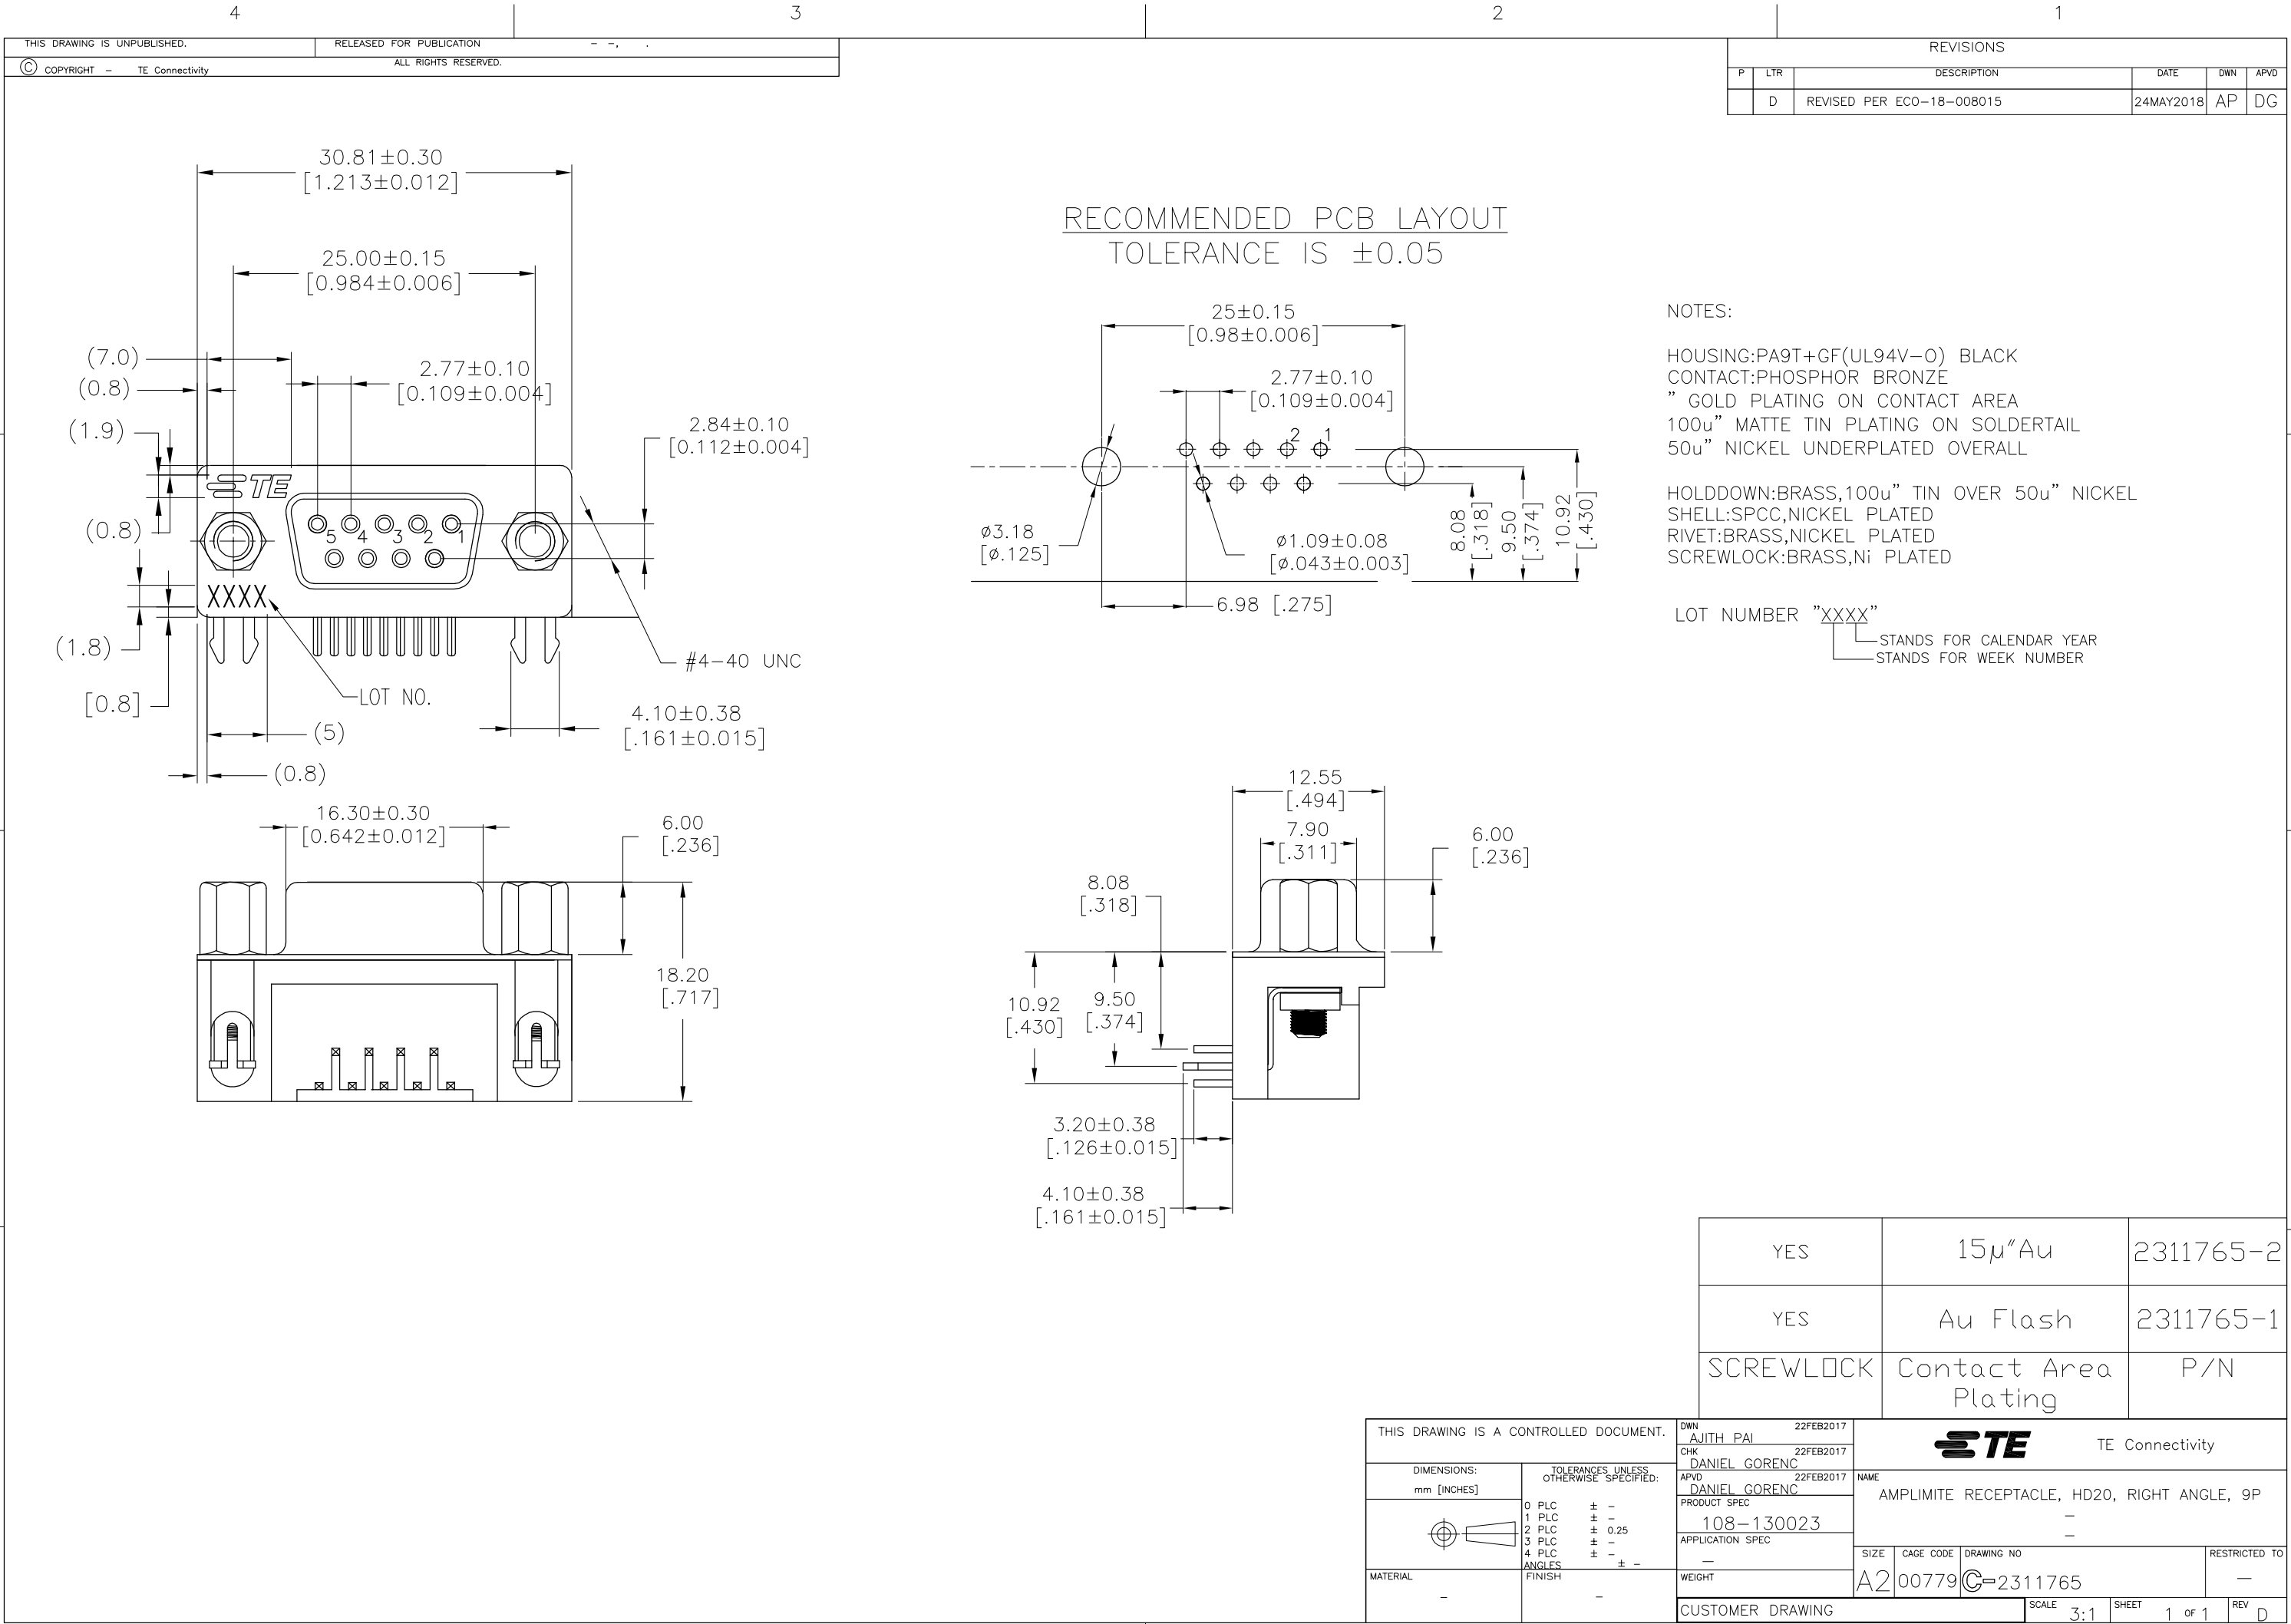 4
3
2
1
THIS DRAWING IS UNPUBLISHED.
RELEASED FOR PUBLICATION
- -, .
© COPYRIGHT - TE Connectivity
ALL RIGHTS RESERVED.
REVISIONS
P LTR DESCRIPTION DATE DWN APVD
D REVISED PER ECO-18-008015 24MAY2018 AP DG
30.81±0.30
[1.213±0.012]
25.00±0.15
[0.984±0.006]
(7.0)
(0.8)
2.77±0.10
[0.109±0.004]
(1.9)
2.84±0.10
[0.112±0.004]
TE
(0.8)
5 4 3 2 1
XXXX
(1.8)
[0.8]
LOT NO.
#4-40 UNC
4.10±0.38
[.161±0.015]
(5)
(0.8)
RECOMMENDED PCB LAYOUT
TOLERANCE IS ±0.05
25±0.15
[0.98±0.006]
2.77±0.10
[0.109±0.004]
2 1
ø3.18
[ø.125]
ø1.09±0.08
[ø.043±0.003]
8.08
[.318]
9.50
[.374]
10.92
[.430]
6.98 [.275]
NOTES:
HOUSING:PA9T+GF(UL94V-O) BLACK
CONTACT:PHOSPHOR BRONZE
" GOLD PLATING ON CONTACT AREA
100u" MATTE TIN PLATING ON SOLDERTAIL
50u" NICKEL UNDERPLATED OVERALL
HOLDDOWN:BRASS,100u" TIN OVER 50u" NICKEL
SHELL:SPCC,NICKEL PLATED
RIVET:BRASS,NICKEL PLATED
SCREWLOCK:BRASS,Ni PLATED
LOT NUMBER "XXXX"
STANDS FOR CALENDAR YEAR
STANDS FOR WEEK NUMBER
16.30±0.30
[0.642±0.012]
6.00
[.236]
18.20
[.717]
12.55
[.494]
7.90
[.311]
6.00
[.236]
8.08
[.318]
10.92
[.430]
9.50
[.374]
3.20±0.38
[.126±0.015]
4.10±0.38
[.161±0.015]
YES 15µ"Au 2311765-2
YES Au Flash 2311765-1
SCREWLOCK Contact Area P/N
Plating
THIS DRAWING IS A CONTROLLED DOCUMENT.
DIMENSIONS:
mm [INCHES]
TOLERANCES UNLESS
OTHERWISE SPECIFIED:
0 PLC ± -
1 PLC ± -
2 PLC ± 0.25
3 PLC ± -
4 PLC ± -
ANGLES ± -
MATERIAL
-
FINISH
-
DWN 22FEB2017
AJITH PAI
CHK 22FEB2017
DANIEL GORENC
APVD 22FEB2017
DANIEL GORENC
PRODUCT SPEC
108-130023
APPLICATION SPEC
-
WEIGHT
CUSTOMER DRAWING
TE TE Connectivity
NAME
AMPLIMITE RECEPTACLE, HD20, RIGHT ANGLE, 9P
-
-
SIZE CAGE CODE DRAWING NO RESTRICTED TO
A2 00779 C-2311765 -
SCALE 3:1 SHEET 1 OF 1 REV D